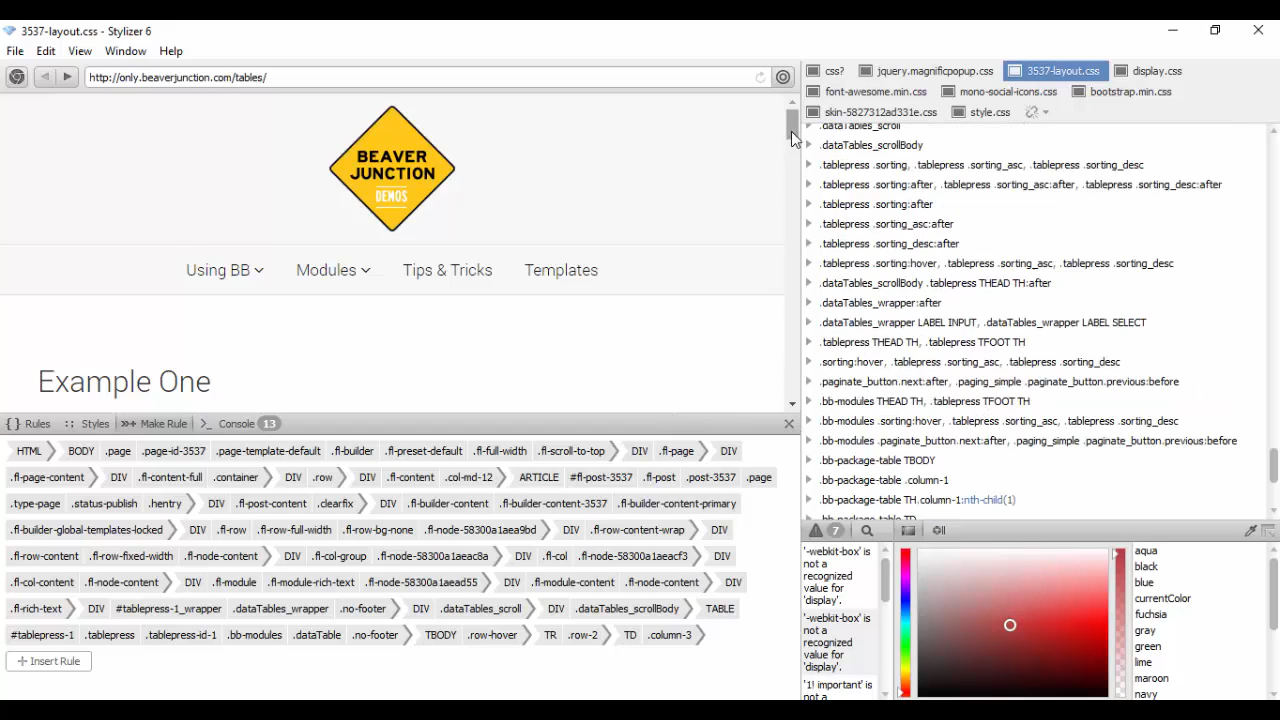 3537-layout.css - Stylizer 6
File Edit View Window Help
http://only.beaverjunction.com/tables/
BEAVER
JUNCTION
DEMOS
Using BB Modules Tips & Tricks Templates
Example One
Rules Styles Make Rule Console 13
HTML BODY .page .page-id-3537 .page-template-default .fl-builder .fl-preset-default .fl-full-width .fl-scroll-to-top DIV .fl-page DIV
.fl-page-content DIV .fl-content-full .container DIV .row DIV .fl-content .col-md-12 ARTICLE #fl-post-3537 .fl-post .post-3537 .page
.type-page .status-publish .hentry DIV .fl-post-content .clearfix DIV .fl-builder-content .fl-builder-content-3537 .fl-builder-content-primary
.fl-builder-global-templates-locked DIV .fl-row .fl-row-full-width .fl-row-bg-none .fl-node-58300a1aea9bd DIV .fl-row-content-wrap DIV
.fl-row-content .fl-row-fixed-width .fl-node-content DIV .fl-col-group .fl-node-58300a1aeac8a DIV .fl-col .fl-node-58300a1aeacf3 DIV
.fl-col-content .fl-node-content DIV .fl-module .fl-module-rich-text .fl-node-58300a1aead55 DIV .fl-module-content .fl-node-content DIV
.fl-rich-text DIV #tablepress-1_wrapper .dataTables_wrapper .no-footer DIV .dataTables_scroll DIV .dataTables_scrollBody TABLE
#tablepress-1 .tablepress .tablepress-id-1 .bb-modules .dataTable .no-footer TBODY .row-hover TR .row-2 TD .column-3
Insert Rule
css? jquery.magnificpopup.css 3537-layout.css display.css
font-awesome.min.css mono-social-icons.css bootstrap.min.css
skin-5827312ad331e.css style.css
.dataTables_scroll
.dataTables_scrollBody
.tablepress .sorting, .tablepress .sorting_asc, .tablepress .sorting_desc
.tablepress .sorting:after, .tablepress .sorting_asc:after, .tablepress .sorting_desc:after
.tablepress .sorting:after
.tablepress .sorting_asc:after
.tablepress .sorting_desc:after
.tablepress .sorting:hover, .tablepress .sorting_asc, .tablepress .sorting_desc
.dataTables_scrollBody .tablepress THEAD TH:after
.dataTables_wrapper:after
.dataTables_wrapper LABEL INPUT, .dataTables_wrapper LABEL SELECT
.tablepress THEAD TH, .tablepress TFOOT TH
.sorting:hover, .tablepress .sorting_asc, .tablepress .sorting_desc
.paginate_button.next:after, .paging_simple .paginate_button.previous:before
.bb-modules THEAD TH, .tablepress TFOOT TH
.bb-modules .sorting:hover, .tablepress .sorting_asc, .tablepress .sorting_desc
.bb-modules .paginate_button.next:after, .paging_simple .paginate_button.previous:before
.bb-package-table TBODY
.bb-package-table .column-1
.bb-package-table TH.column-1:nth-child(1)
.bb-package-table TD
7
'-webkit-box' is
not a
recognized
value for
'display'.
'-webkit-box' is
not a
recognized
value for
'display'.
'1! important' is
not a
aqua
black
blue
currentColor
fuchsia
gray
green
lime
maroon
navy